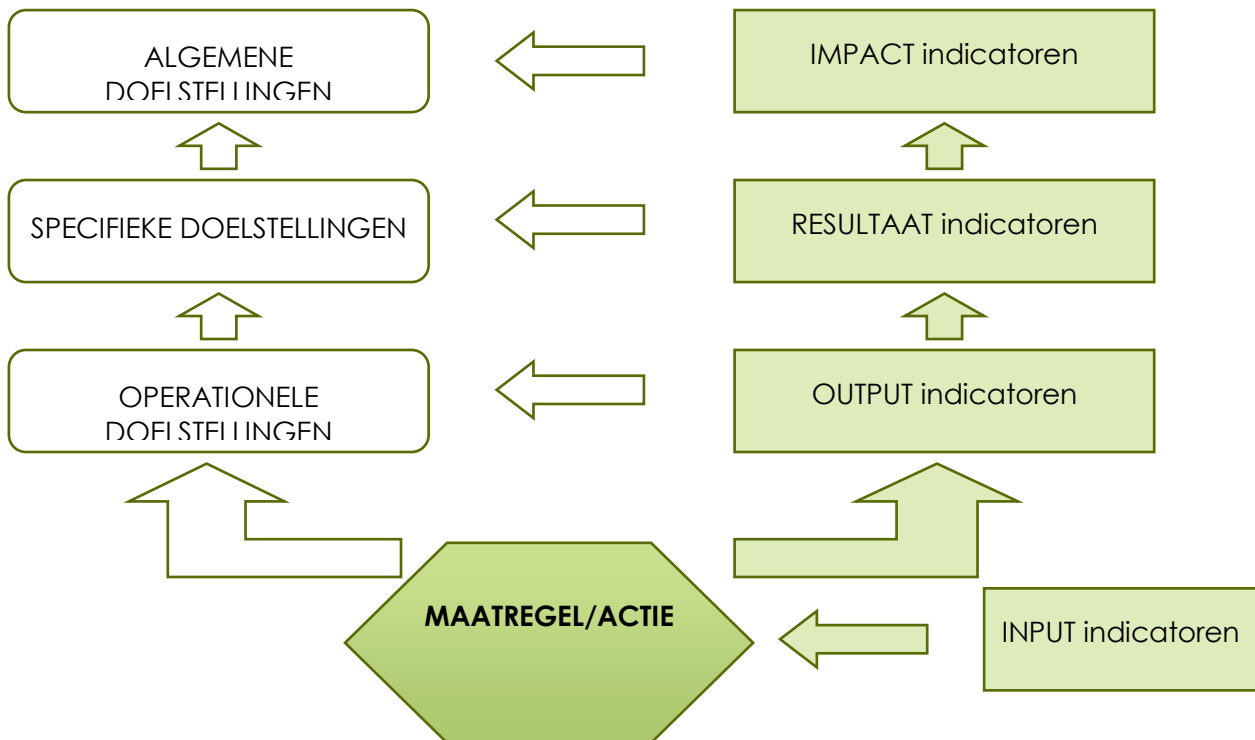 ALGEMENE
DOELSTELLINGEN
IMPACT indicatoren
SPECIFIEKE DOELSTELLINGEN
RESULTAAT indicatoren
OPERATIONELE
DOELSTELLINGEN
OUTPUT indicatoren
MAATREGEL/ACTIE
INPUT indicatoren